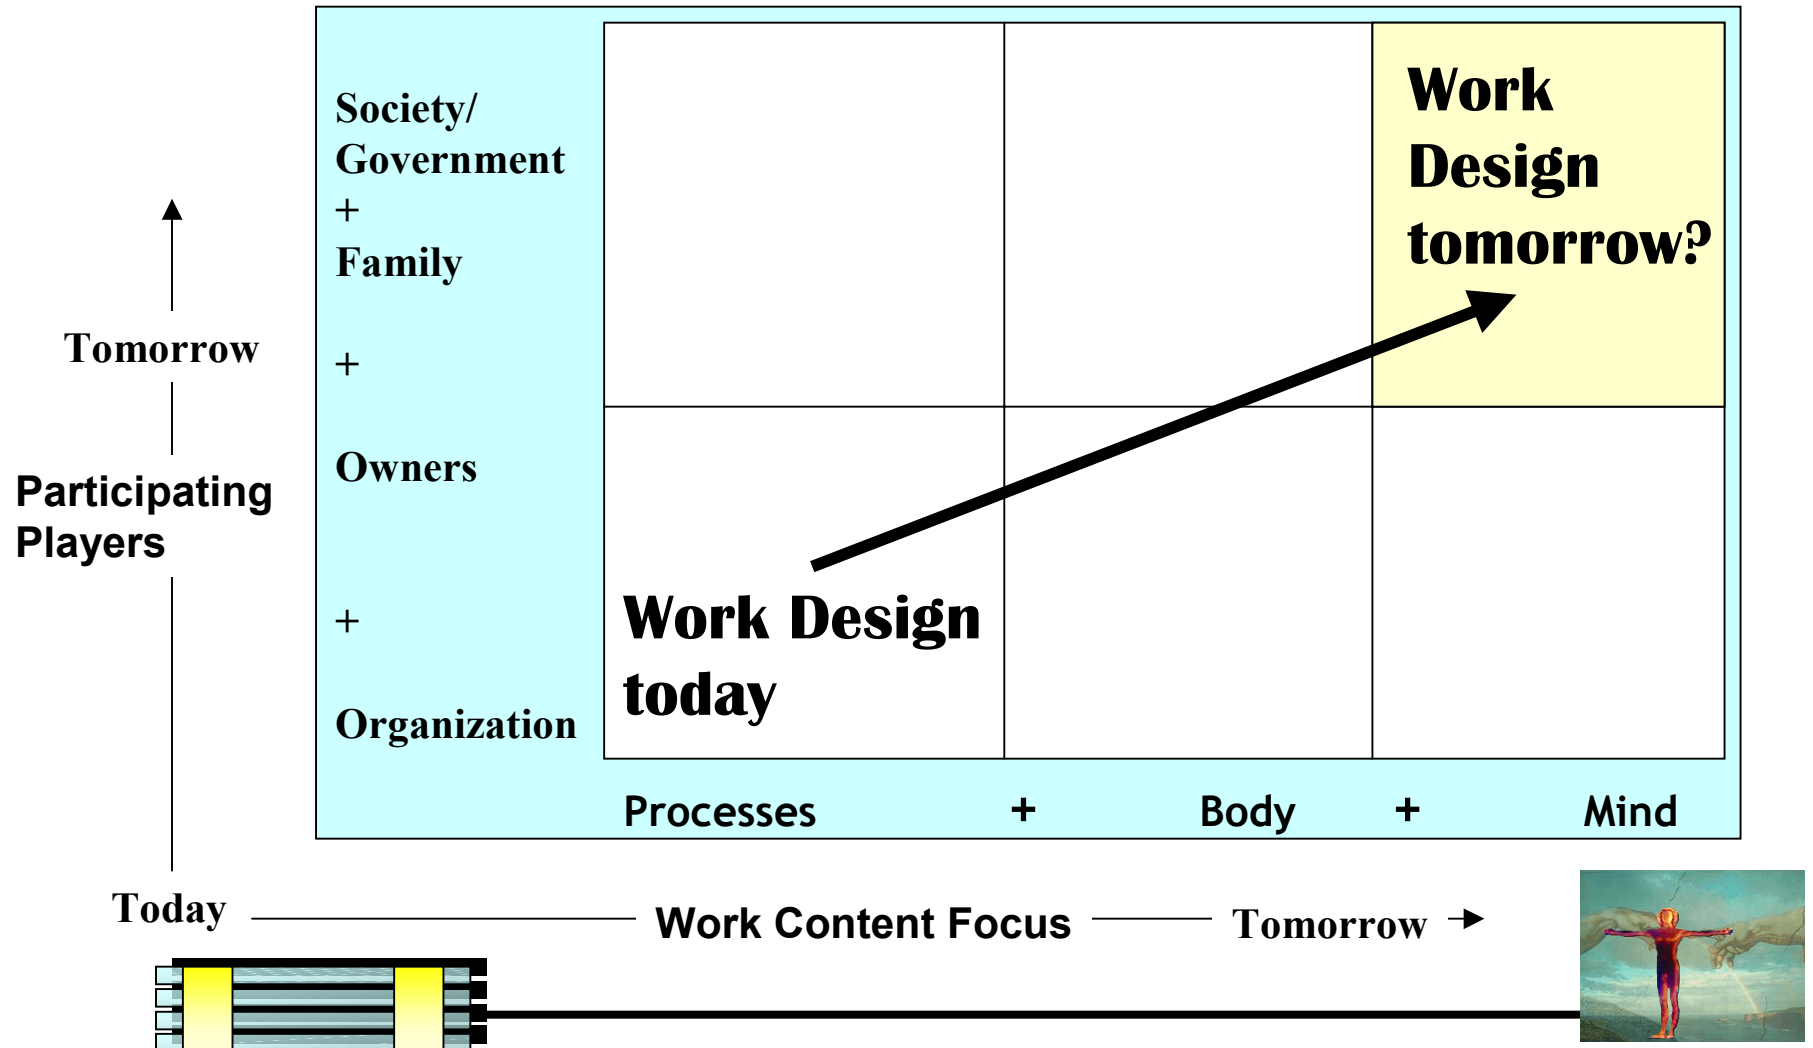 Society/
Government
+
Family
+
Owners
+
Organization
Work
Design
tomorrow?
Work Design
today
Tomorrow
Participating
Players
Processes + Body + Mind
Today Work Content Focus Tomorrow